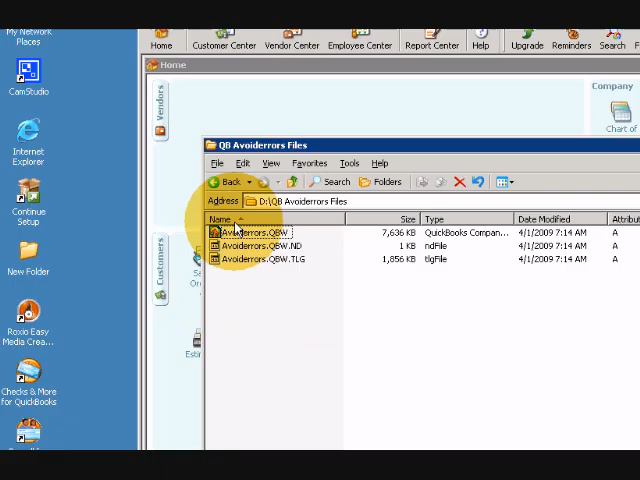 My Network
Places
CamStudio
Internet
Explorer
Continue
Setup
New Folder
Roxio Easy
Media Crea...
Checks & More
for QuickBooks
Home
Customer Center
Vendor Center
Employee Center
Report Center
Help
Upgrade
Reminders
Search
Home
Vendors
Customers
Company
Chart of
QB Avoiderrors Files
File Edit View Favorites Tools Help
Back Search Folders
Address D:\QB Avoiderrors Files
Name Size Type Date Modified
Avoiderrors.QBW 7,636 KB QuickBooks Compan... 4/1/2009 7:14 AM A
Avoiderrors.QBW.ND 1 KB ndFile 4/1/2009 7:14 AM A
Avoiderrors.QBW.TLG 1,856 KB tlgFile 4/1/2009 7:14 AM A